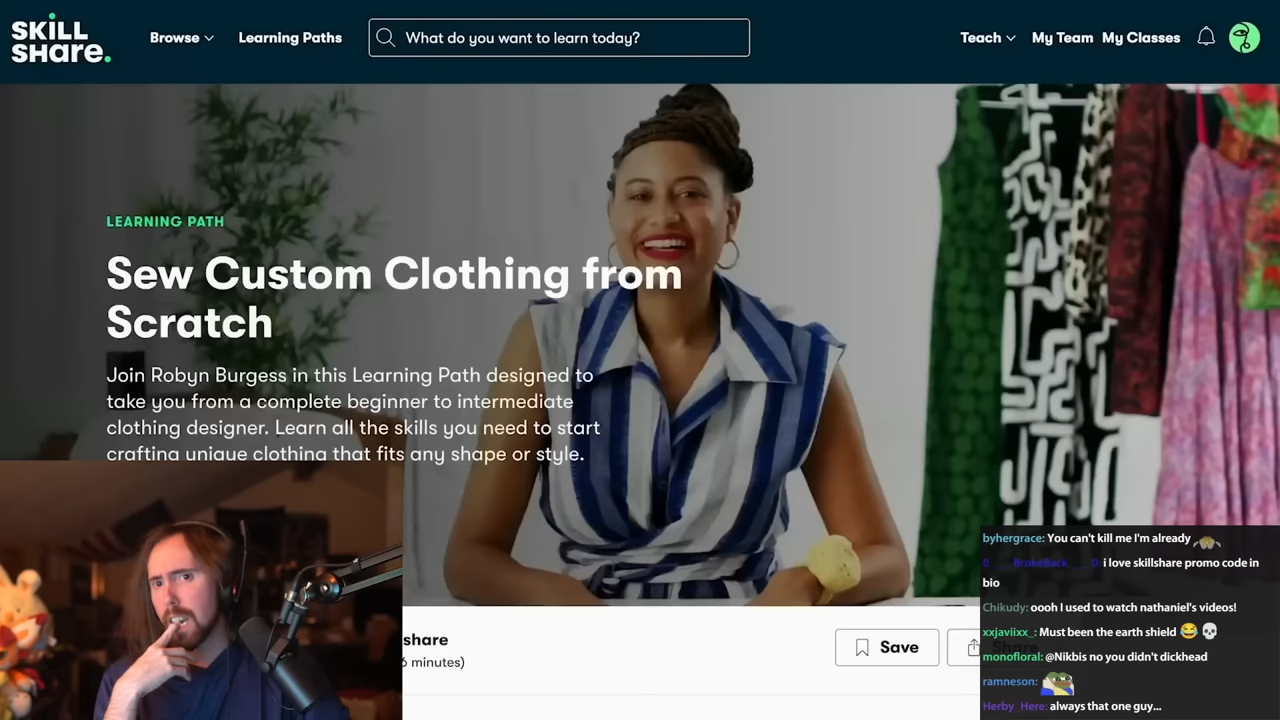 SKILL
SHARE.
Browse
Learning Paths
What do you want to learn today?
Teach
My Team
My Classes
LEARNING PATH
Sew Custom Clothing from
Scratch
Join Robyn Burgess in this Learning Path designed to
take you from a complete beginner to intermediate
clothing designer. Learn all the skills you need to start
crafting unique clothing that fits any shape or style.
share
6 minutes)
Save
Share
byhergrace: You can't kill me I'm already
0 BrokeBack 0: i love skillshare promo code in
bio
Chikudy: oooh I used to watch nathaniel's videos!
xxjaviixx_: Must been the earth shield 😂 💀
monofloral: @Nikbis no you didn't dickhead
ramneson:
Herby_Here: always that one guy...